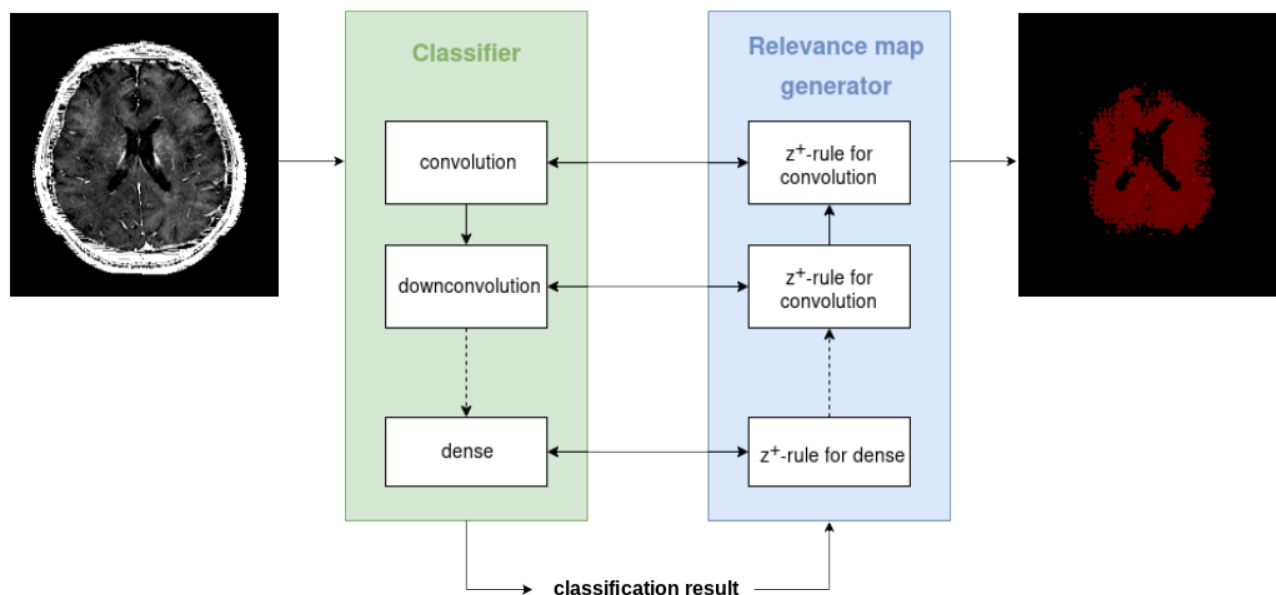 Classifier
convolution
downconvolution
dense
Relevance map
generator
z⁺-rule for
convolution
z⁺-rule for
convolution
z⁺-rule for dense
classification result